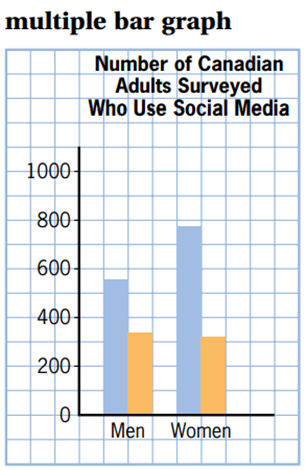 multiple bar graph
Number of Canadian
Adults Surveyed
Who Use Social Media
1000
800
600
400
200
0
Men Women